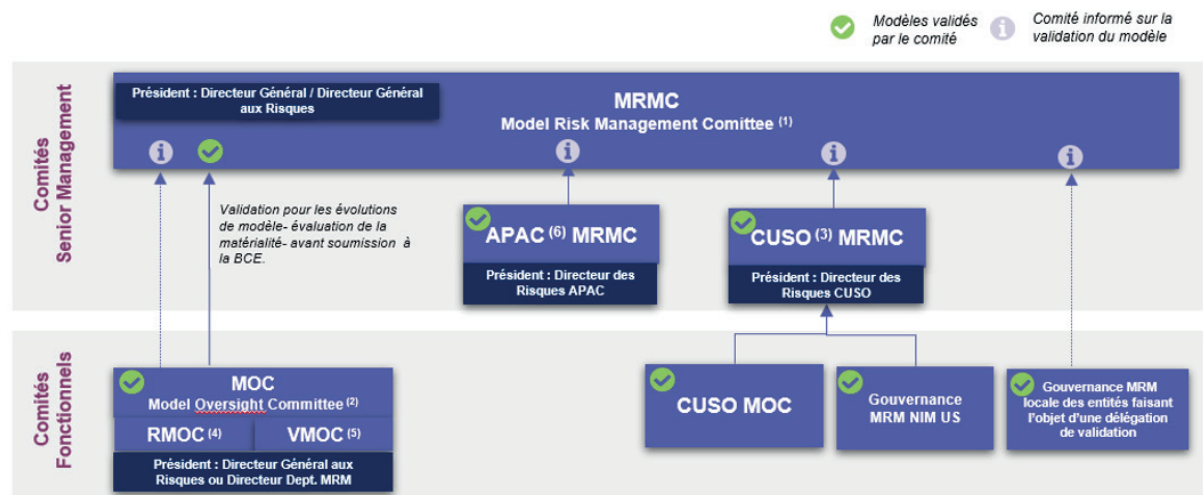 Modèles validés
par le comité
Comité informé sur la
validation du modèle
Comités
Senior Management
Président : Directeur Général / Directeur Général
aux Risques
MRMC
Model Risk Management Comittee (1)
Validation pour les évolutions
de modèle- évaluation de la
matérialité- avant soumission à
la BCE.
APAC (6) MRMC
Président : Directeur des
Risques APAC
CUSO (3) MRMC
Président : Directeur des
Risques CUSO
Comités
Fonctionnels
MOC
Model Oversight Committee (2)
RMOC (4)
VMOC (5)
Président : Directeur Général aux
Risques ou Directeur Dept. MRM
CUSO MOC
Gouvernance
MRM NIM US
Gouvernance MRM
locale des entités faisant
l'objet d'une délégation
de validation